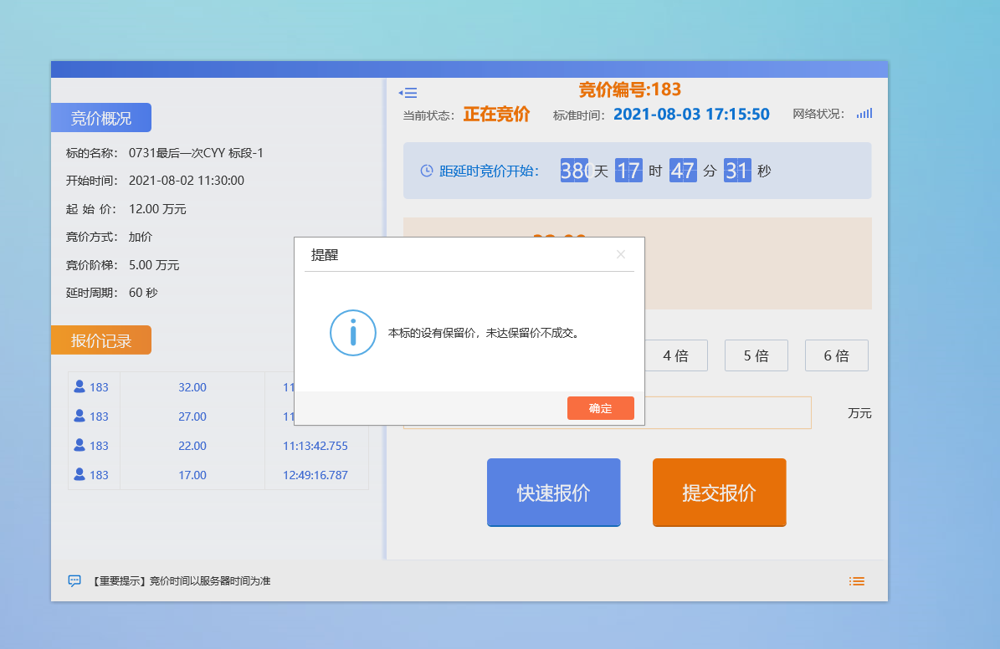 竞价编号:183
当前状态: 正在竞价 标准时间: 2021-08-03 17:15:50 网络状况:
竞价概况
标的名称: 0731最后一次CYY 标段-1
开始时间: 2021-08-02 11:30:00
起 始 价: 12.00 万元
竞价方式: 加价
竞价阶梯: 5.00 万元
延时周期: 60 秒
报价记录
183 32.00 11
183 27.00 11
183 22.00 11:13:42.755
183 17.00 12:49:16.787
距延时竞价开始: 380 天 17 时 47 分 31 秒
提醒
本标的设有保留价，未达保留价不成交。
确定
4 倍 5 倍 6 倍
万元
快速报价 提交报价
【重要提示】竞价时间以服务器时间为准